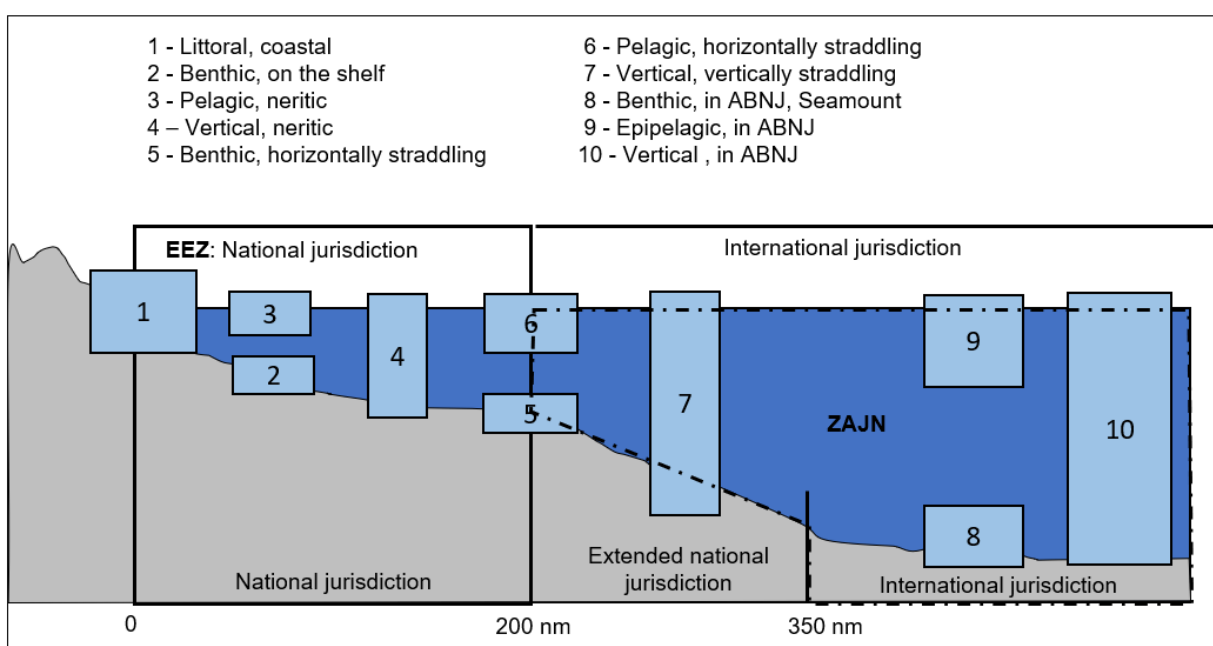 1 - Littoral, coastal
2 - Benthic, on the shelf
3 - Pelagic, neritic
4 – Vertical, neritic
5 - Benthic, horizontally straddling
6 - Pelagic, horizontally straddling
7 - Vertical, vertically straddling
8 - Benthic, in ABNJ, Seamount
9 - Epipelagic, in ABNJ
10 - Vertical , in ABNJ
EEZ: National jurisdiction
International jurisdiction
1
3
2
4
6
5
7
9
ZAJN
10
8
National jurisdiction
Extended national
jurisdiction
International jurisdiction
0
200 nm
350 nm